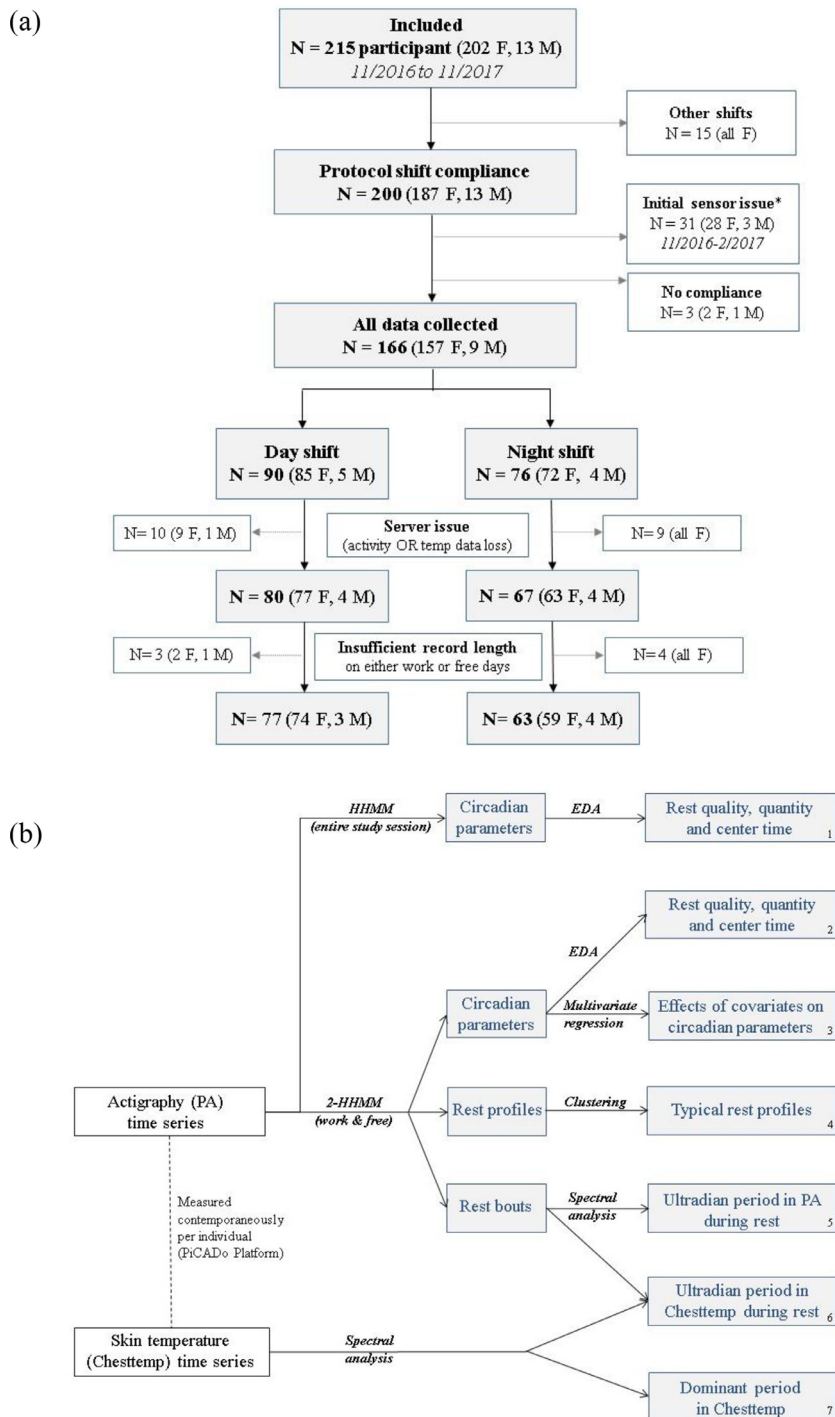 (a)
Included
N = 215 participant (202 F, 13 M)
11/2016 to 11/2017
Other shifts
N = 15 (all F)
Protocol shift compliance
N = 200 (187 F, 13 M)
Initial sensor issue*
N = 31 (28 F, 3 M)
11/2016-2/2017
No compliance
N= 3 (2 F, 1 M)
All data collected
N = 166 (157 F, 9 M)
Day shift
N = 90 (85 F, 5 M)
Night shift
N = 76 (72 F, 4 M)
N= 10 (9 F, 1 M)
Server issue
(activity OR temp data loss)
N= 9 (all F)
N = 80 (77 F, 4 M)
N = 67 (63 F, 4 M)
N= 3 (2 F, 1 M)
Insufficient record length
on either work or free days
N= 4 (all F)
N= 77 (74 F, 3 M)
N= 63 (59 F, 4 M)
(b)
HHMM
(entire study session)
Circadian
parameters
EDA
Rest quality, quantity
and center time 1
Rest quality, quantity
and center time 2
EDA
Circadian
parameters
Multivariate
regression
Effects of covariates on
circadian parameters 3
Actigraphy (PA)
time series
2-HHMM
(work & free)
Rest profiles
Clustering
Typical rest profiles 4
Measured
contemporaneously
per individual
(PiCADo Platform)
Rest bouts
Spectral
analysis
Ultradian period in PA
during rest 5
Ultradian period in
Chesttemp during rest 6
Skin temperature
(Chesttemp) time series
Spectral
analysis
Dominant period
in Chesttemp 7